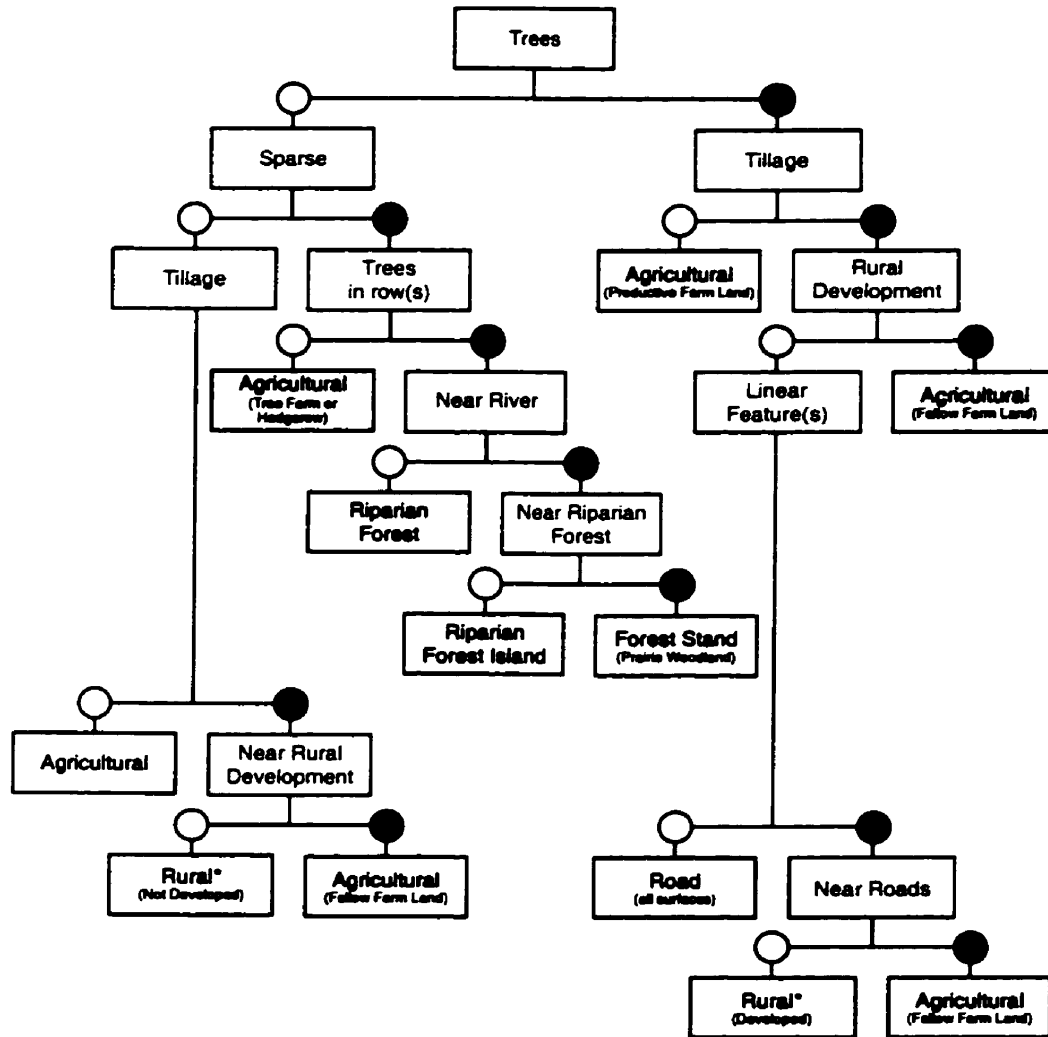 Trees
Sparse
Tillage
Tillage
Trees
in row(s)
Agricultural
(Productive Farm Land)
Rural
Development
Agricultural
(Tree Farm or
Hedgerow)
Near River
Linear
Feature(s)
Agricultural
(Fallow Farm Land)
Riparian
Forest
Near Riparian
Forest
Riparian
Forest Island
Forest Stand
(Prairie Woodland)
Agricultural
Near Rural
Development
Rural*
(Not Developed)
Agricultural
(Fallow Farm Land)
Road
(all surfaces)
Near Roads
Rural*
(Developed)
Agricultural
(Fallow Farm Land)